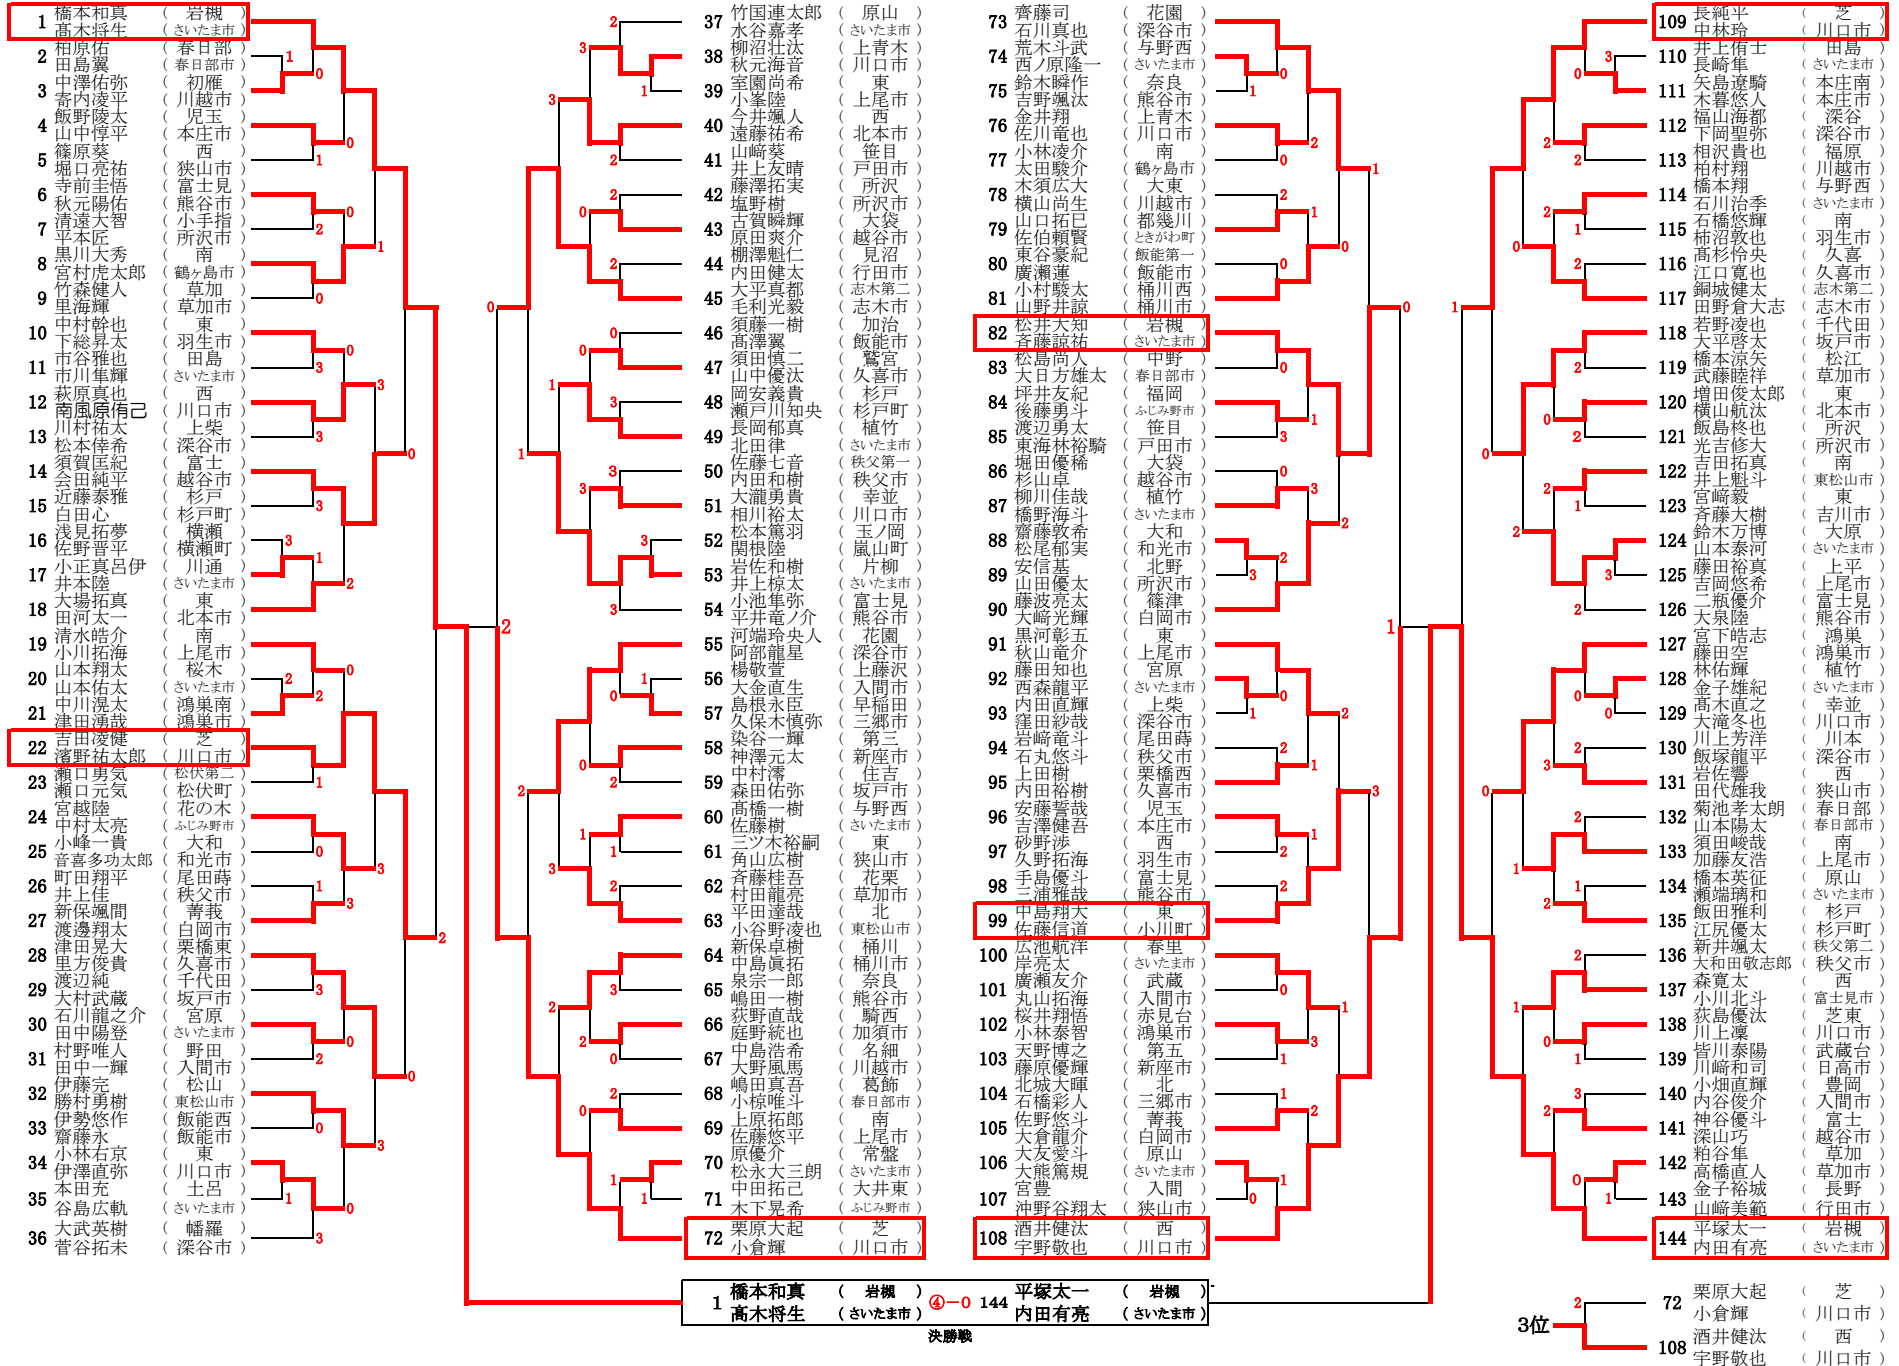 1 橋本和真 ( 岩槻 )
髙木将生 ( さいたま市 )
2 柏原佑 ( 春日部 )
田島翼 ( 春日部市 )
3 中澤佑弥 ( 初雁 )
寄内凌平 ( 川越市 )
4 飯野陵太 ( 児玉 )
山中惇平 ( 本庄市 )
5 篠原葵 ( 西 )
堀口亮祐 ( 狭山市 )
6 寺前圭悟 ( 富士見 )
秋元陽佑 ( 熊谷市 )
7 清遠大智 ( 小手指 )
平本匠 ( 所沢市 )
8 黒川大秀 ( 南 )
宮村虎太郎 ( 鶴ヶ島市 )
9 竹森健人 ( 草加 )
里海輝 ( 草加市 )
10 中村幹也 ( 東 )
下総昇太 ( 羽生市 )
11 市谷雅也 ( 田島 )
市川隼輝 ( さいたま市 )
12 萩原真也 ( 西 )
南風原侑己 ( 川口市 )
13 川村祐太 ( 上柴 )
松本倖希 ( 深谷市 )
14 須賀匡紀 ( 富士 )
会田純平 ( 越谷市 )
15 近藤泰雅 ( 杉戸 )
白田心 ( 杉戸町 )
16 浅見拓夢 ( 横瀬 )
佐野晋平 ( 横瀬町 )
17 小正真呂伊 ( 川通 )
井本陸 ( さいたま市 )
18 大場拓真 ( 東 )
田河太一 ( 北本市 )
19 清水皓介 ( 南 )
小川拓海 ( 上尾市 )
20 山本翔太 ( 桜木 )
山本佑太 ( さいたま市 )
21 中川滉太 ( 鴻巣南 )
津田湧哉 ( 鴻巣市 )
22 吉田凌健 ( 芝 )
濱野祐太郎 ( 川口市 )
23 瀬口勇気 ( 松伏第二 )
瀬口元気 ( 松伏町 )
24 宮越陸 ( 花の木 )
中村太亮 ( ふじみ野市 )
25 小峰一貴 ( 大和 )
音喜多功太郎 ( 和光市 )
26 町田翔平 ( 尾田蒔 )
井上佳 ( 秩父市 )
27 新保颯間 ( 菁莪 )
渡邊翔太 ( 白岡市 )
28 津田晃大 ( 栗橋東 )
里方俊貴 ( 久喜市 )
29 渡辺純 ( 千代田 )
大村武蔵 ( 坂戸市 )
30 石川龍之介 ( 宮原 )
田中陽登 ( さいたま市 )
31 村野唯人 ( 野田 )
田中一輝 ( 入間市 )
32 伊藤完 ( 松山 )
勝村勇樹 ( 東松山市 )
33 伊勢悠作 ( 飯能西 )
齋藤永 ( 飯能市 )
34 小林右京 ( 東 )
伊澤直弥 ( 川口市 )
35 本田充 ( 土呂 )
谷島広軌 ( さいたま市 )
36 大武英樹 ( 幡羅 )
菅谷拓未 ( 深谷市 )
37 竹国連太郎 ( 原山 )
水谷嘉孝 ( さいたま市 )
38 柳沼壮汰 ( 上青木 )
秋元海音 ( 川口市 )
39 室園尚希 ( 東 )
小峯陸 ( 上尾市 )
40 今井颯人 ( 西 )
遠藤祐希 ( 北本市 )
41 山﨑葵 ( 笹目 )
井上友晴 ( 戸田市 )
42 藤澤拓実 ( 所沢 )
塩野樹 ( 所沢市 )
43 古賀瞬輝 ( 大袋 )
原田爽介 ( 越谷市 )
44 棚澤魁仁 ( 見沼 )
内田健太 ( 行田市 )
45 大平真都 ( 志木第二 )
毛利光毅 ( 志木市 )
46 須藤一樹 ( 加治 )
髙澤翼 ( 飯能市 )
47 須田慎二 ( 鷲宮 )
山中優汰 ( 久喜市 )
48 岡安義貴 ( 杉戸 )
瀬戸川知央 ( 杉戸町 )
49 長岡郁真 ( 植竹 )
北田律 ( さいたま市 )
50 佐藤七音 ( 秩父第一 )
内田和樹 ( 秩父市 )
51 大瀧勇貴 ( 幸並 )
相川裕太 ( 川口市 )
52 松本篤羽 ( 玉ノ岡 )
関根陸 ( 嵐山町 )
53 岩佐和樹 ( 片柳 )
井上椋太 ( さいたま市 )
54 小池隼弥 ( 富士見 )
平井竜ノ介 ( 熊谷市 )
55 河端玲央人 ( 花園 )
阿部龍星 ( 深谷市 )
56 楊敬萱 ( 上藤沢 )
大金直生 ( 入間市 )
57 島根永臣 ( 早稲田 )
久保木慎弥 ( 三郷市 )
58 染谷一輝 ( 第三 )
神澤元太 ( 新座市 )
59 中村澪 ( 住吉 )
森田佑弥 ( 坂戸市 )
60 髙橋一樹 ( 与野西 )
佐藤樹 ( さいたま市 )
61 三ツ木裕嗣 ( 東 )
角山広樹 ( 狭山市 )
62 斉藤桂吾 ( 花栗 )
村田龍亮 ( 草加市 )
63 平田達哉 ( 北 )
小谷野凌也 ( 東松山市 )
64 新保卓樹 ( 桶川 )
中島眞拓 ( 桶川市 )
65 泉宗一郎 ( 奈良 )
嶋田一樹 ( 熊谷市 )
66 荻野直哉 ( 騎西 )
庭野統也 ( 加須市 )
67 中島浩希 ( 名細 )
大野風馬 ( 川越市 )
68 嶋田真吾 ( 葛飾 )
小椋唯斗 ( 春日部市 )
69 上原拓郎 ( 南 )
佐藤悠平 ( 上尾市 )
70 原優介 ( 常盤 )
松永大三朗 ( さいたま市 )
71 中田拓己 ( 大井東 )
木下晃希 ( ふじみ野市 )
72 栗原大起 ( 芝 )
小倉輝 ( 川口市 )
73 齊藤司 ( 花園 )
石川真也 ( 深谷市 )
74 荒木斗武 ( 与野西 )
西ノ原隆一 ( さいたま市 )
75 鈴木瞬作 ( 奈良 )
吉野颯汰 ( 熊谷市 )
76 金井翔 ( 上青木 )
佐川竜也 ( 川口市 )
77 小林凌介 ( 南 )
太田駿介 ( 鶴ヶ島市 )
78 木須広大 ( 大東 )
横山尚生 ( 川越市 )
79 山口拓巳 ( 都幾川 )
佐伯頼賢 ( ときがわ町 )
80 東谷豪紀 ( 飯能第一 )
廣瀬蓮 ( 飯能市 )
81 小村駿太 ( 桶川西 )
山野井諒 ( 桶川市 )
82 松井大知 ( 岩槻 )
斉藤諒祐 ( さいたま市 )
83 松島尚人 ( 中野 )
大日方雄太 ( 春日部市 )
84 坪井友紀 ( 福岡 )
後藤勇斗 ( ふじみ野市 )
85 渡辺勇太 ( 笹目 )
東海林裕騎 ( 戸田市 )
86 堀田優稀 ( 大袋 )
杉山卓 ( 越谷市 )
87 柳川佳哉 ( 植竹 )
橋野海斗 ( さいたま市 )
88 齋藤敦希 ( 大和 )
松尾郁実 ( 和光市 )
89 安信基 ( 北野 )
山田優太 ( 所沢市 )
90 藤波亮太 ( 篠津 )
大﨑光輝 ( 白岡市 )
91 黒河彰五 ( 東 )
秋山竜介 ( 上尾市 )
92 藤田知也 ( 宮原 )
西森龍平 ( さいたま市 )
93 内田直輝 ( 上柴 )
窪田紗哉 ( 深谷市 )
94 岩﨑竜斗 ( 尾田蒔 )
石丸悠斗 ( 秩父市 )
95 上田樹 ( 栗橋西 )
内田裕樹 ( 久喜市 )
96 安藤誓哉 ( 児玉 )
吉澤健吾 ( 本庄市 )
97 砂野渉 ( 西 )
久野拓海 ( 羽生市 )
98 手島優斗 ( 富士見 )
三浦雅哉 ( 熊谷市 )
99 中島翔大 ( 東 )
佐藤信道 ( 小川町 )
100 広池航洋 ( 春里 )
岸亮太 ( さいたま市 )
101 廣瀬友介 ( 武蔵 )
丸山拓海 ( 入間市 )
102 桜井翔悟 ( 赤見台 )
小林泰智 ( 鴻巣市 )
103 天野博之 ( 第五 )
藤原優輝 ( 新座市 )
104 北城大暉 ( 北 )
石橋彩人 ( 三郷市 )
105 佐野悠斗 ( 菁莪 )
大倉龍介 ( 白岡市 )
106 大友愛斗 ( 原山 )
大熊篤規 ( さいたま市 )
107 宮豊 ( 入間 )
沖野谷翔太 ( 狭山市 )
108 酒井健汰 ( 西 )
宇野敬也 ( 川口市 )
109 長純平 ( 芝 )
中林玲 ( 川口市 )
110 井上侑士 ( 田島 )
長崎隼 ( さいたま市 )
111 矢島遼騎 ( 本庄南 )
木暮悠人 ( 本庄市 )
112 福山海都 ( 深谷 )
下岡聖弥 ( 深谷市 )
113 相沢貴也 ( 福原 )
柏村翔 ( 川越市 )
114 橋本翔 ( 与野西 )
石川治季 ( さいたま市 )
115 石橋悠輝 ( 南 )
柿沼敦也 ( 羽生市 )
116 髙杉怜央 ( 久喜 )
江口寛也 ( 久喜市 )
117 銅城健太 ( 志木第二 )
田野倉大志 ( 志木市 )
118 若野凌也 ( 千代田 )
大平啓太 ( 坂戸市 )
119 橋本涼矢 ( 松江 )
武藤睦祥 ( 草加市 )
120 増田俊太郎 ( 東 )
横山航汰 ( 北本市 )
121 飯島柊也 ( 所沢 )
光吉修大 ( 所沢市 )
122 吉田拓真 ( 南 )
井上魁斗 ( 東松山市 )
123 宮﨑毅 ( 東 )
斉藤大樹 ( 吉川市 )
124 鈴木万博 ( 大原 )
山本泰河 ( さいたま市 )
125 藤田裕真 ( 上平 )
吉岡悠希 ( 上尾市 )
126 二瓶優介 ( 富士見 )
大泉陸 ( 熊谷市 )
127 宮下皓志 ( 鴻巣 )
藤田空 ( 鴻巣市 )
128 林佑輝 ( 植竹 )
金子雄紀 ( さいたま市 )
129 髙木直之 ( 幸並 )
大滝冬也 ( 川口市 )
130 川上芳洋 ( 川本 )
飯塚龍平 ( 深谷市 )
131 岩佐響 ( 西 )
田代雄我 ( 狭山市 )
132 菊池孝太朗 ( 春日部 )
山本陽太 ( 春日部市 )
133 須田峻哉 ( 南 )
加藤友浩 ( 上尾市 )
134 橋本英征 ( 原山 )
瀬端璃和 ( さいたま市 )
135 飯田雅利 ( 杉戸 )
江尻優太 ( 杉戸町 )
136 新井颯太 ( 秩父第二 )
大和田敬志郎 ( 秩父市 )
137 森寛太 ( 西 )
小川北斗 ( 富士見市 )
138 荻島優汰 ( 芝東 )
川上凜 ( 川口市 )
139 皆川泰陽 ( 武蔵台 )
川﨑和司 ( 日高市 )
140 小畑直輝 ( 豊岡 )
内谷俊介 ( 入間市 )
141 神谷優斗 ( 富士 )
深山巧 ( 越谷市 )
142 粕谷隼 ( 草加 )
高橋直人 ( 草加市 )
143 金子裕城 ( 長野 )
山﨑美範 ( 行田市 )
144 平塚太一 ( 岩槻 )
内田有亮 ( さいたま市 )
1 橋本和真 ( 岩槻 ) ④-0 144 平塚太一 ( 岩槻 )
髙木将生 ( さいたま市 ) 内田有亮 ( さいたま市 )
決勝戦
3位
2
72 栗原大起 ( 芝 )
小倉輝 ( 川口市 )
108 酒井健汰 ( 西 )
宇野敬也 ( 川口市 )